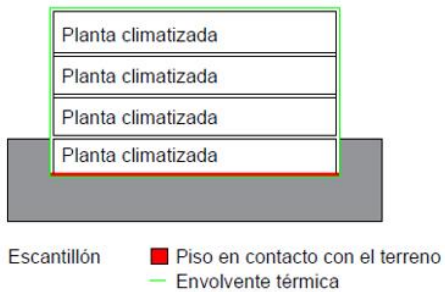 Planta climatizada
Planta climatizada
Planta climatizada
Planta climatizada
Escantillón
Piso en contacto con el terreno
Envolvente térmica